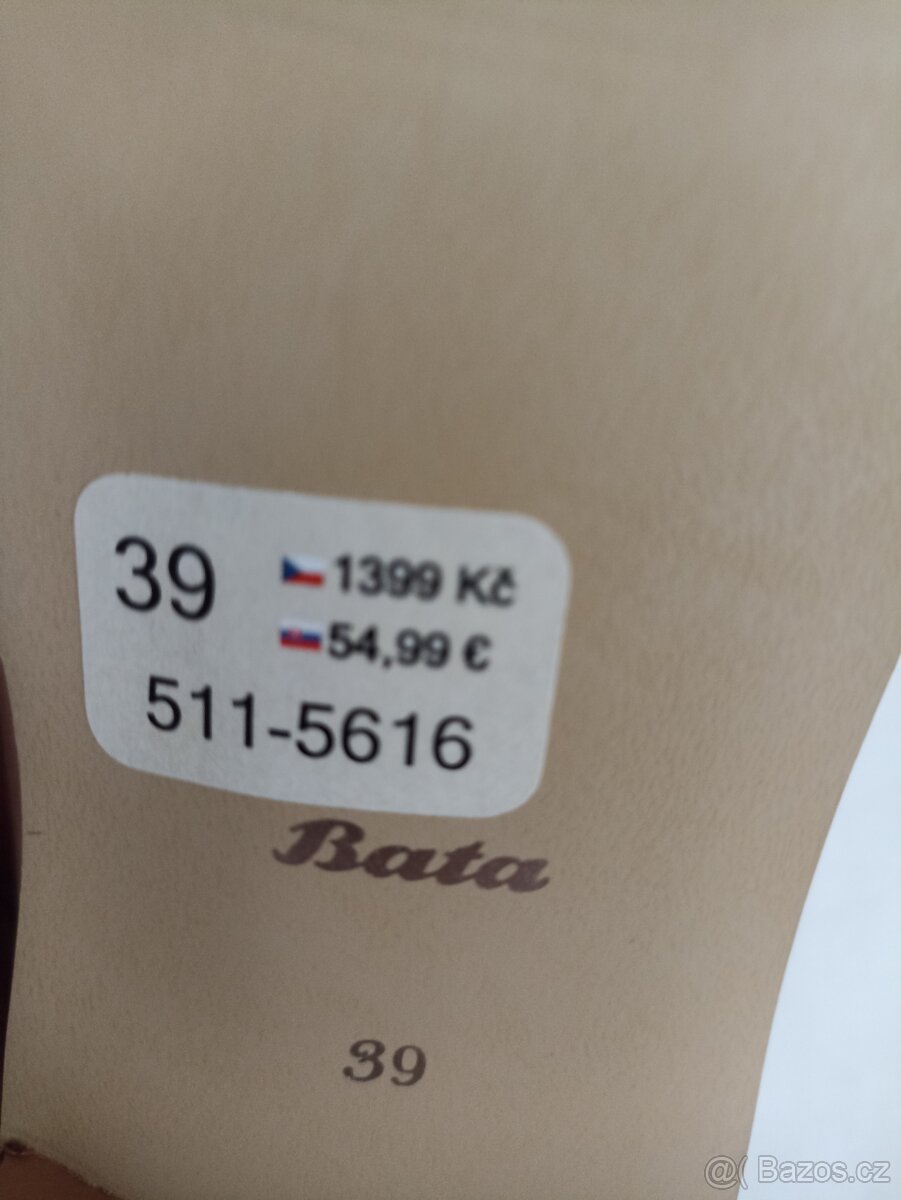 39
1399 Kč
54,99 €
511-5616
Bata
39
@( Bazos.cz